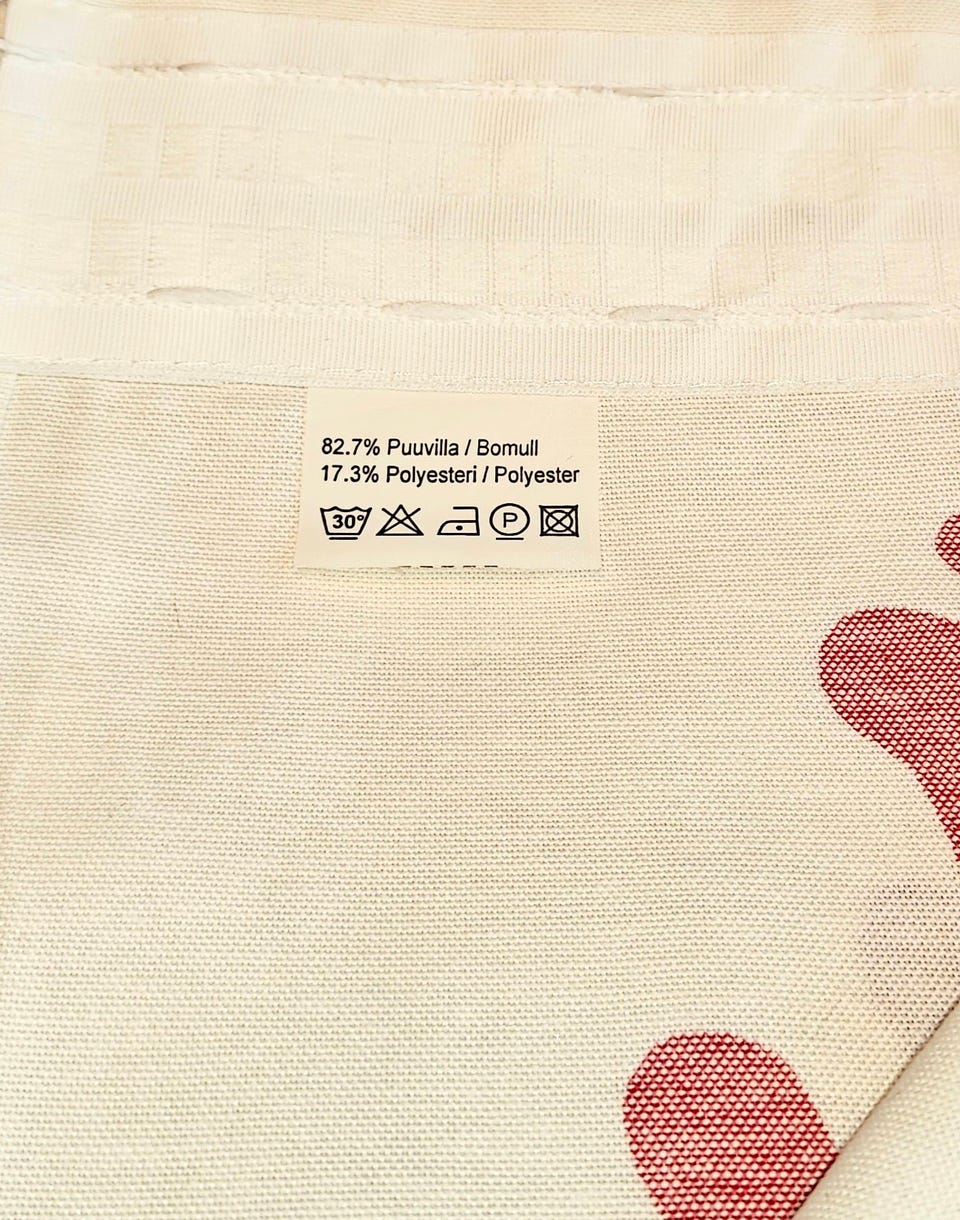 82.7% Puuvilla / Bomull
17.3% Polyesteri / Polyester
30° P